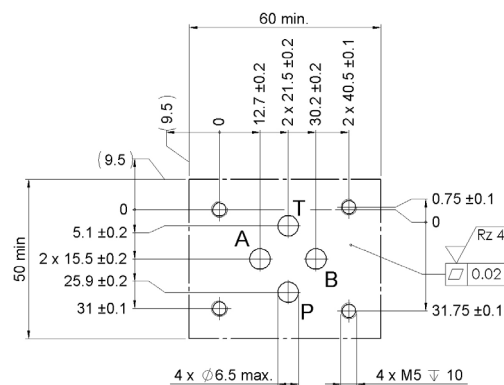 60 min.
(9.5)
0
12.7 ±0.2
2 x 21.5 ±0.2
30.2 ±0.2
2 x 40.5 ±0.1
(9.5)
0
5.1 ±0.2
2 x 15.5 ±0.2
25.9 ±0.2
31 ±0.1
50 min
T
A
B
P
0.75 ±0.1
0
Rz 4
0.02
31.75 ±0.1
4 x ∅6.5 max.
4 x M5 ↧ 10